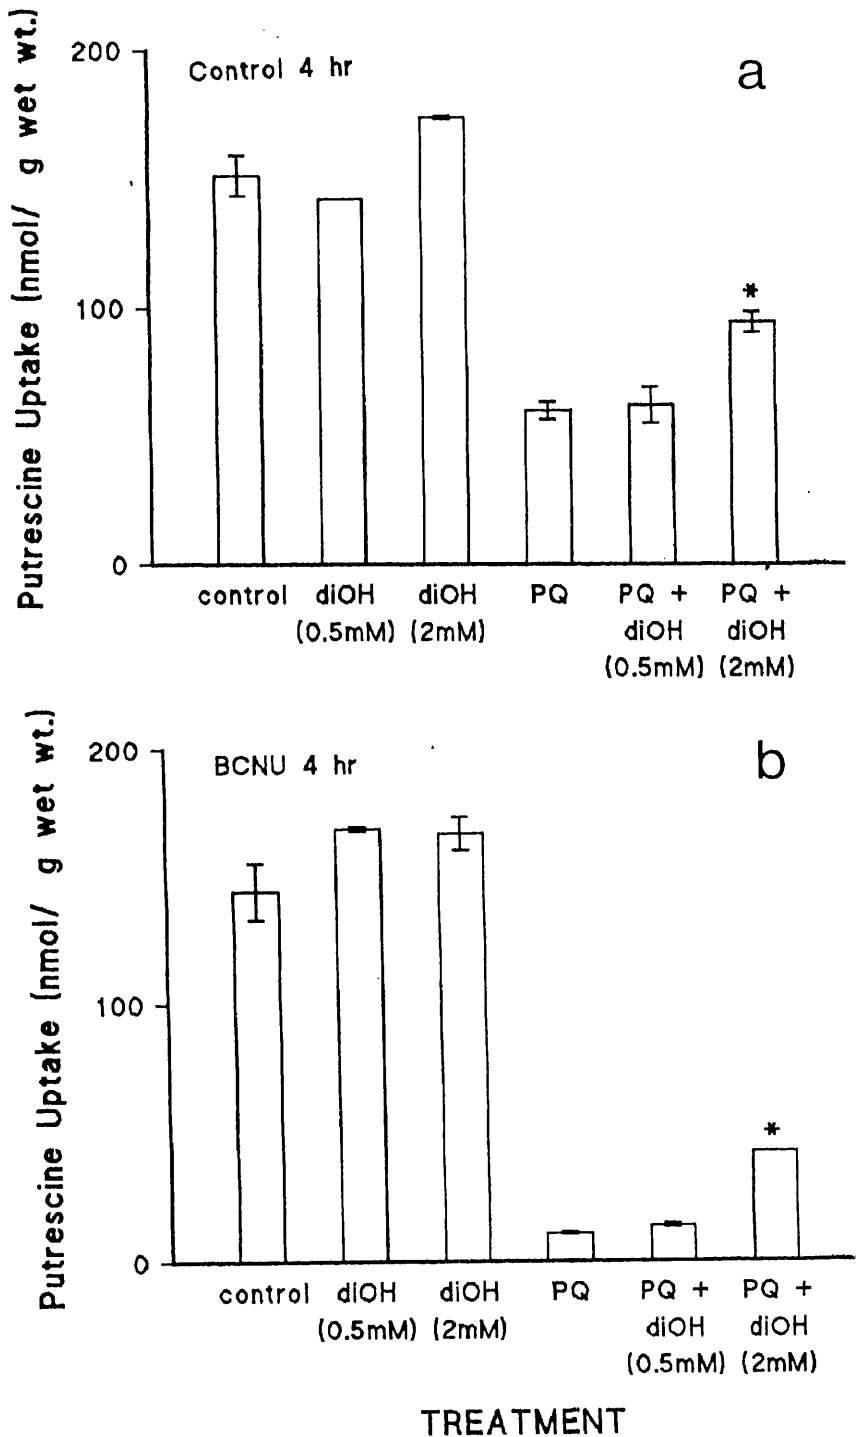 Putrescine Uptake (nmol/ g wet wt.)
200
100
0
Control 4 hr
a
*
control diOH diOH PQ PQ + PQ +
(0.5mM) (2mM) diOH diOH
(0.5mM) (2mM)
Putrescine Uptake (nmol/ g wet wt.)
200
100
0
BCNU 4 hr
b
*
control diOH diOH PQ PQ + PQ +
(0.5mM) (2mM) diOH diOH
(0.5mM) (2mM)
TREATMENT